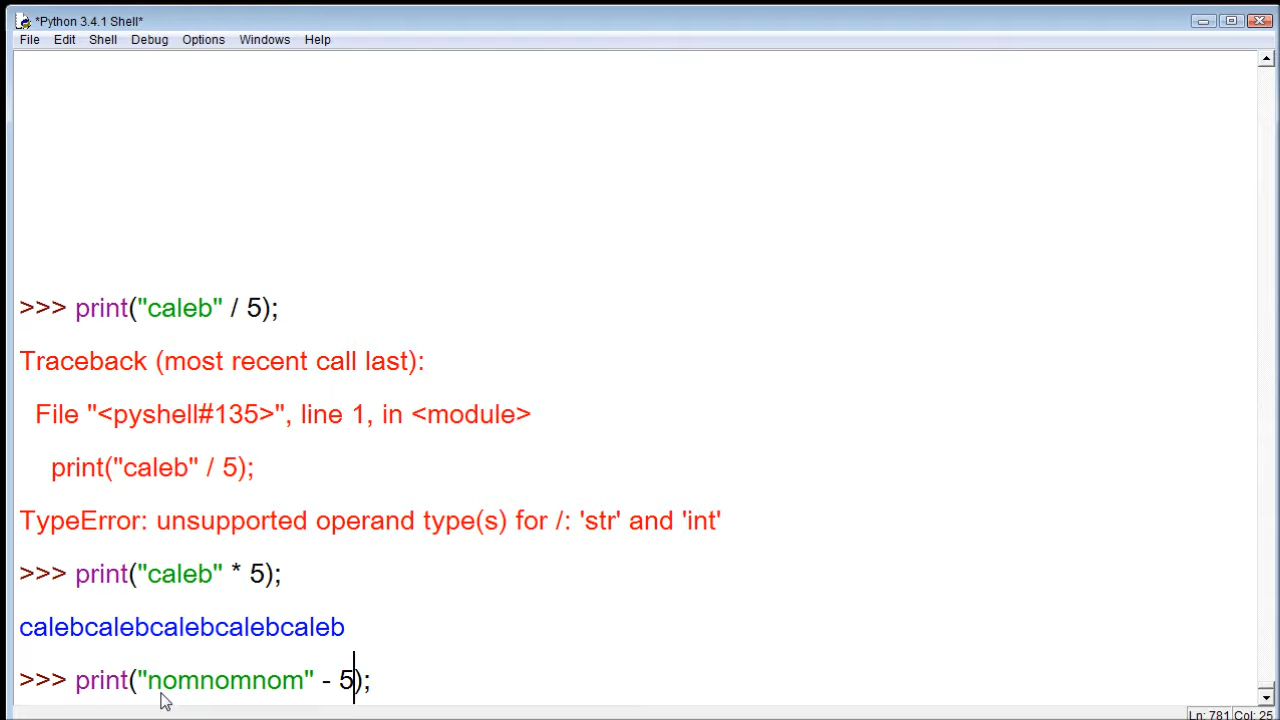 *Python 3.4.1 Shell*
File Edit Shell Debug Options Windows Help
>>> print("caleb" / 5);
Traceback (most recent call last):
  File "<pyshell#135>", line 1, in <module>
    print("caleb" / 5);
TypeError: unsupported operand type(s) for /: 'str' and 'int'
>>> print("caleb" * 5);
calebcalebcalebcalebcaleb
>>> print("nomnomnom" - 5);
Ln: 781 Col: 25